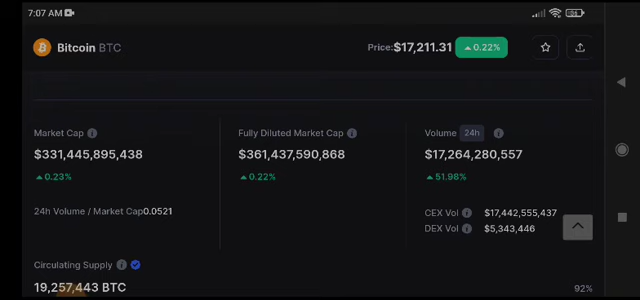 7:07 AM
Bitcoin BTC
Price:$17,211.31 0.22%
Market Cap
$331,445,895,438
0.23%
24h Volume / Market Cap0.0521
Fully Diluted Market Cap
$361,437,590,868
0.22%
Volume 24h
$17,264,280,557
51.98%
CEX Vol $17,442,555,437
DEX Vol $5,343,446
Circulating Supply
19,257,443 BTC
92%